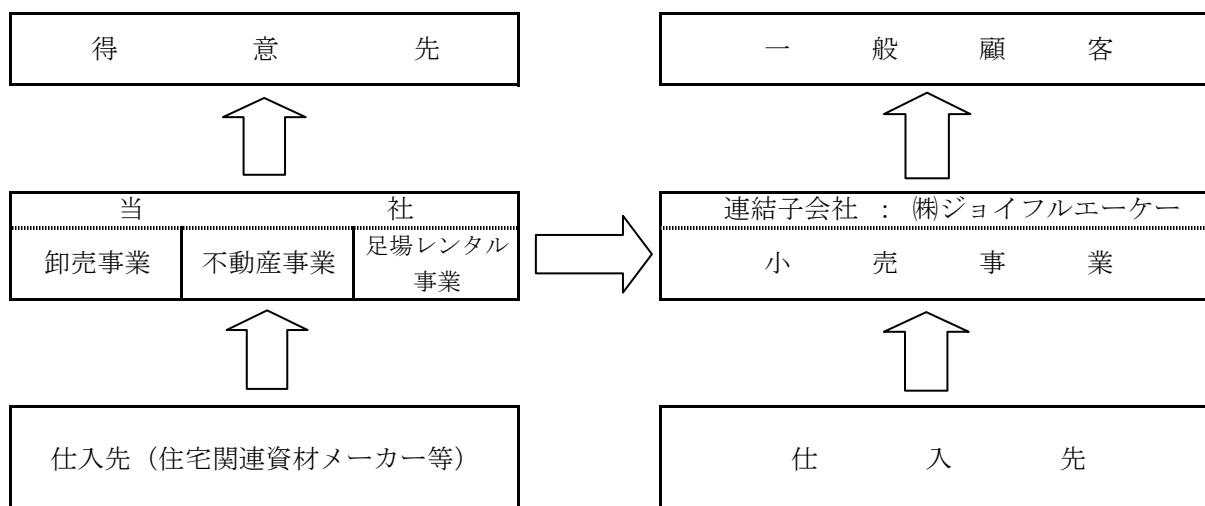 得意先
一般顧客
当社
連結子会社 : ㈱ジョイフルエーケー
卸売事業
不動産事業
足場レンタル
事業
小売事業
仕入先（住宅関連資材メーカー等）
仕入先